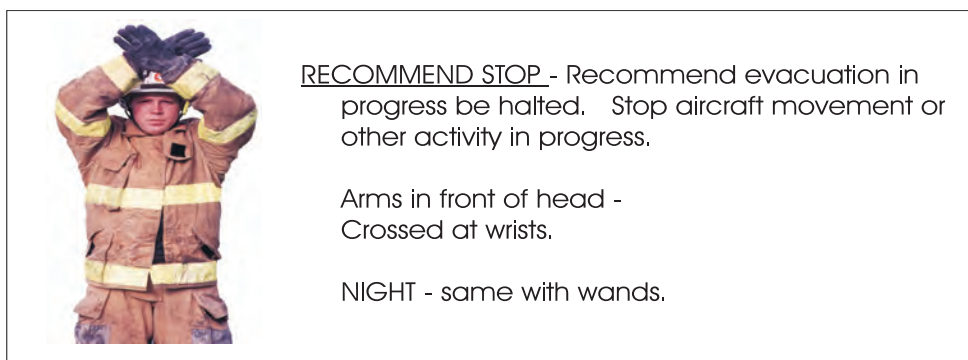 RECOMMEND STOP - Recommend evacuation in
progress be halted. Stop aircraft movement or
other activity in progress.
Arms in front of head -
Crossed at wrists.
NIGHT - same with wands.